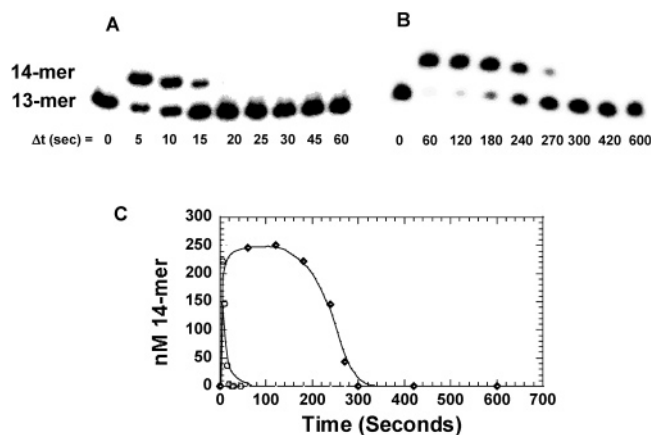 A
B
14-mer
13-mer
Δt (sec) = 0 5 10 15 20 25 30 45 60
0 60 120 180 240 270 300 420 600
C
300
250
200
150
100
50
0
nM 14-mer
0 100 200 300 400 500 600 700
Time (Seconds)